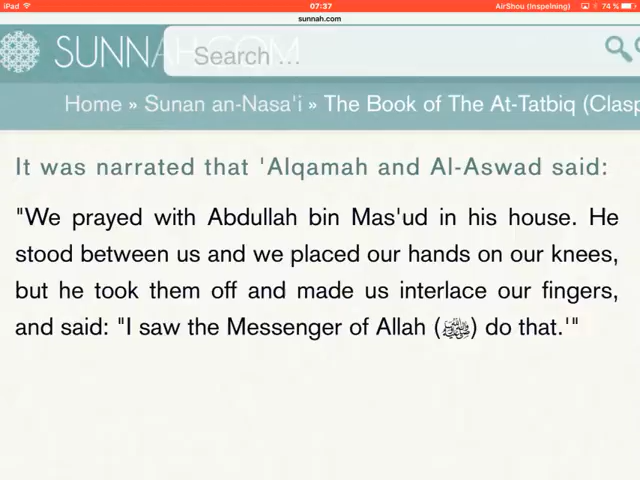 iPad 07:37 AirShou (Inspelning) 74 %
sunnah.com
SUNNAH.COM Search ...
Home » Sunan an-Nasa'i » The Book of The At-Tatbiq (Clasp
It was narrated that 'Alqamah and Al-Aswad said:
"We prayed with Abdullah bin Mas'ud in his house. He
stood between us and we placed our hands on our knees,
but he took them off and made us interlace our fingers,
and said: "I saw the Messenger of Allah (ﷺ) do that.'"